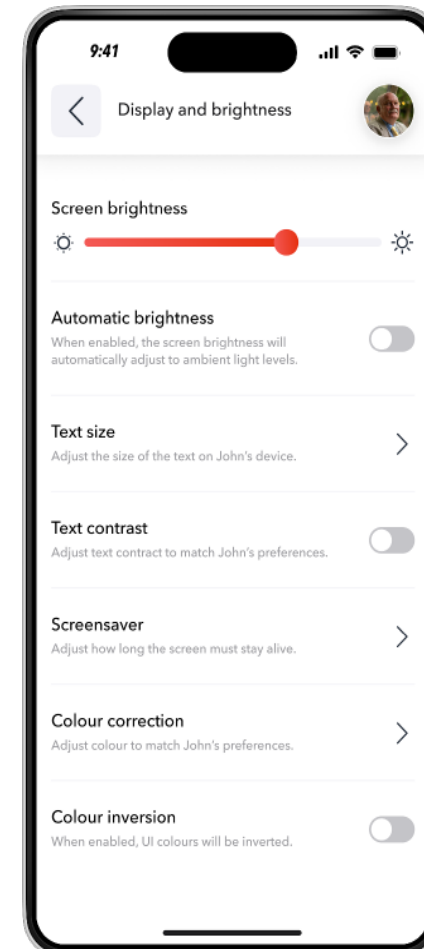 9:41
Display and brightness
Screen brightness
Automatic brightness
When enabled, the screen brightness will
automatically adjust to ambient light levels.
Text size
Adjust the size of the text on John's device.
Text contrast
Adjust text contract to match John's preferences.
Screensaver
Adjust how long the screen must stay alive.
Colour correction
Adjust colour to match John's preferences.
Colour inversion
When enabled, UI colours will be inverted.